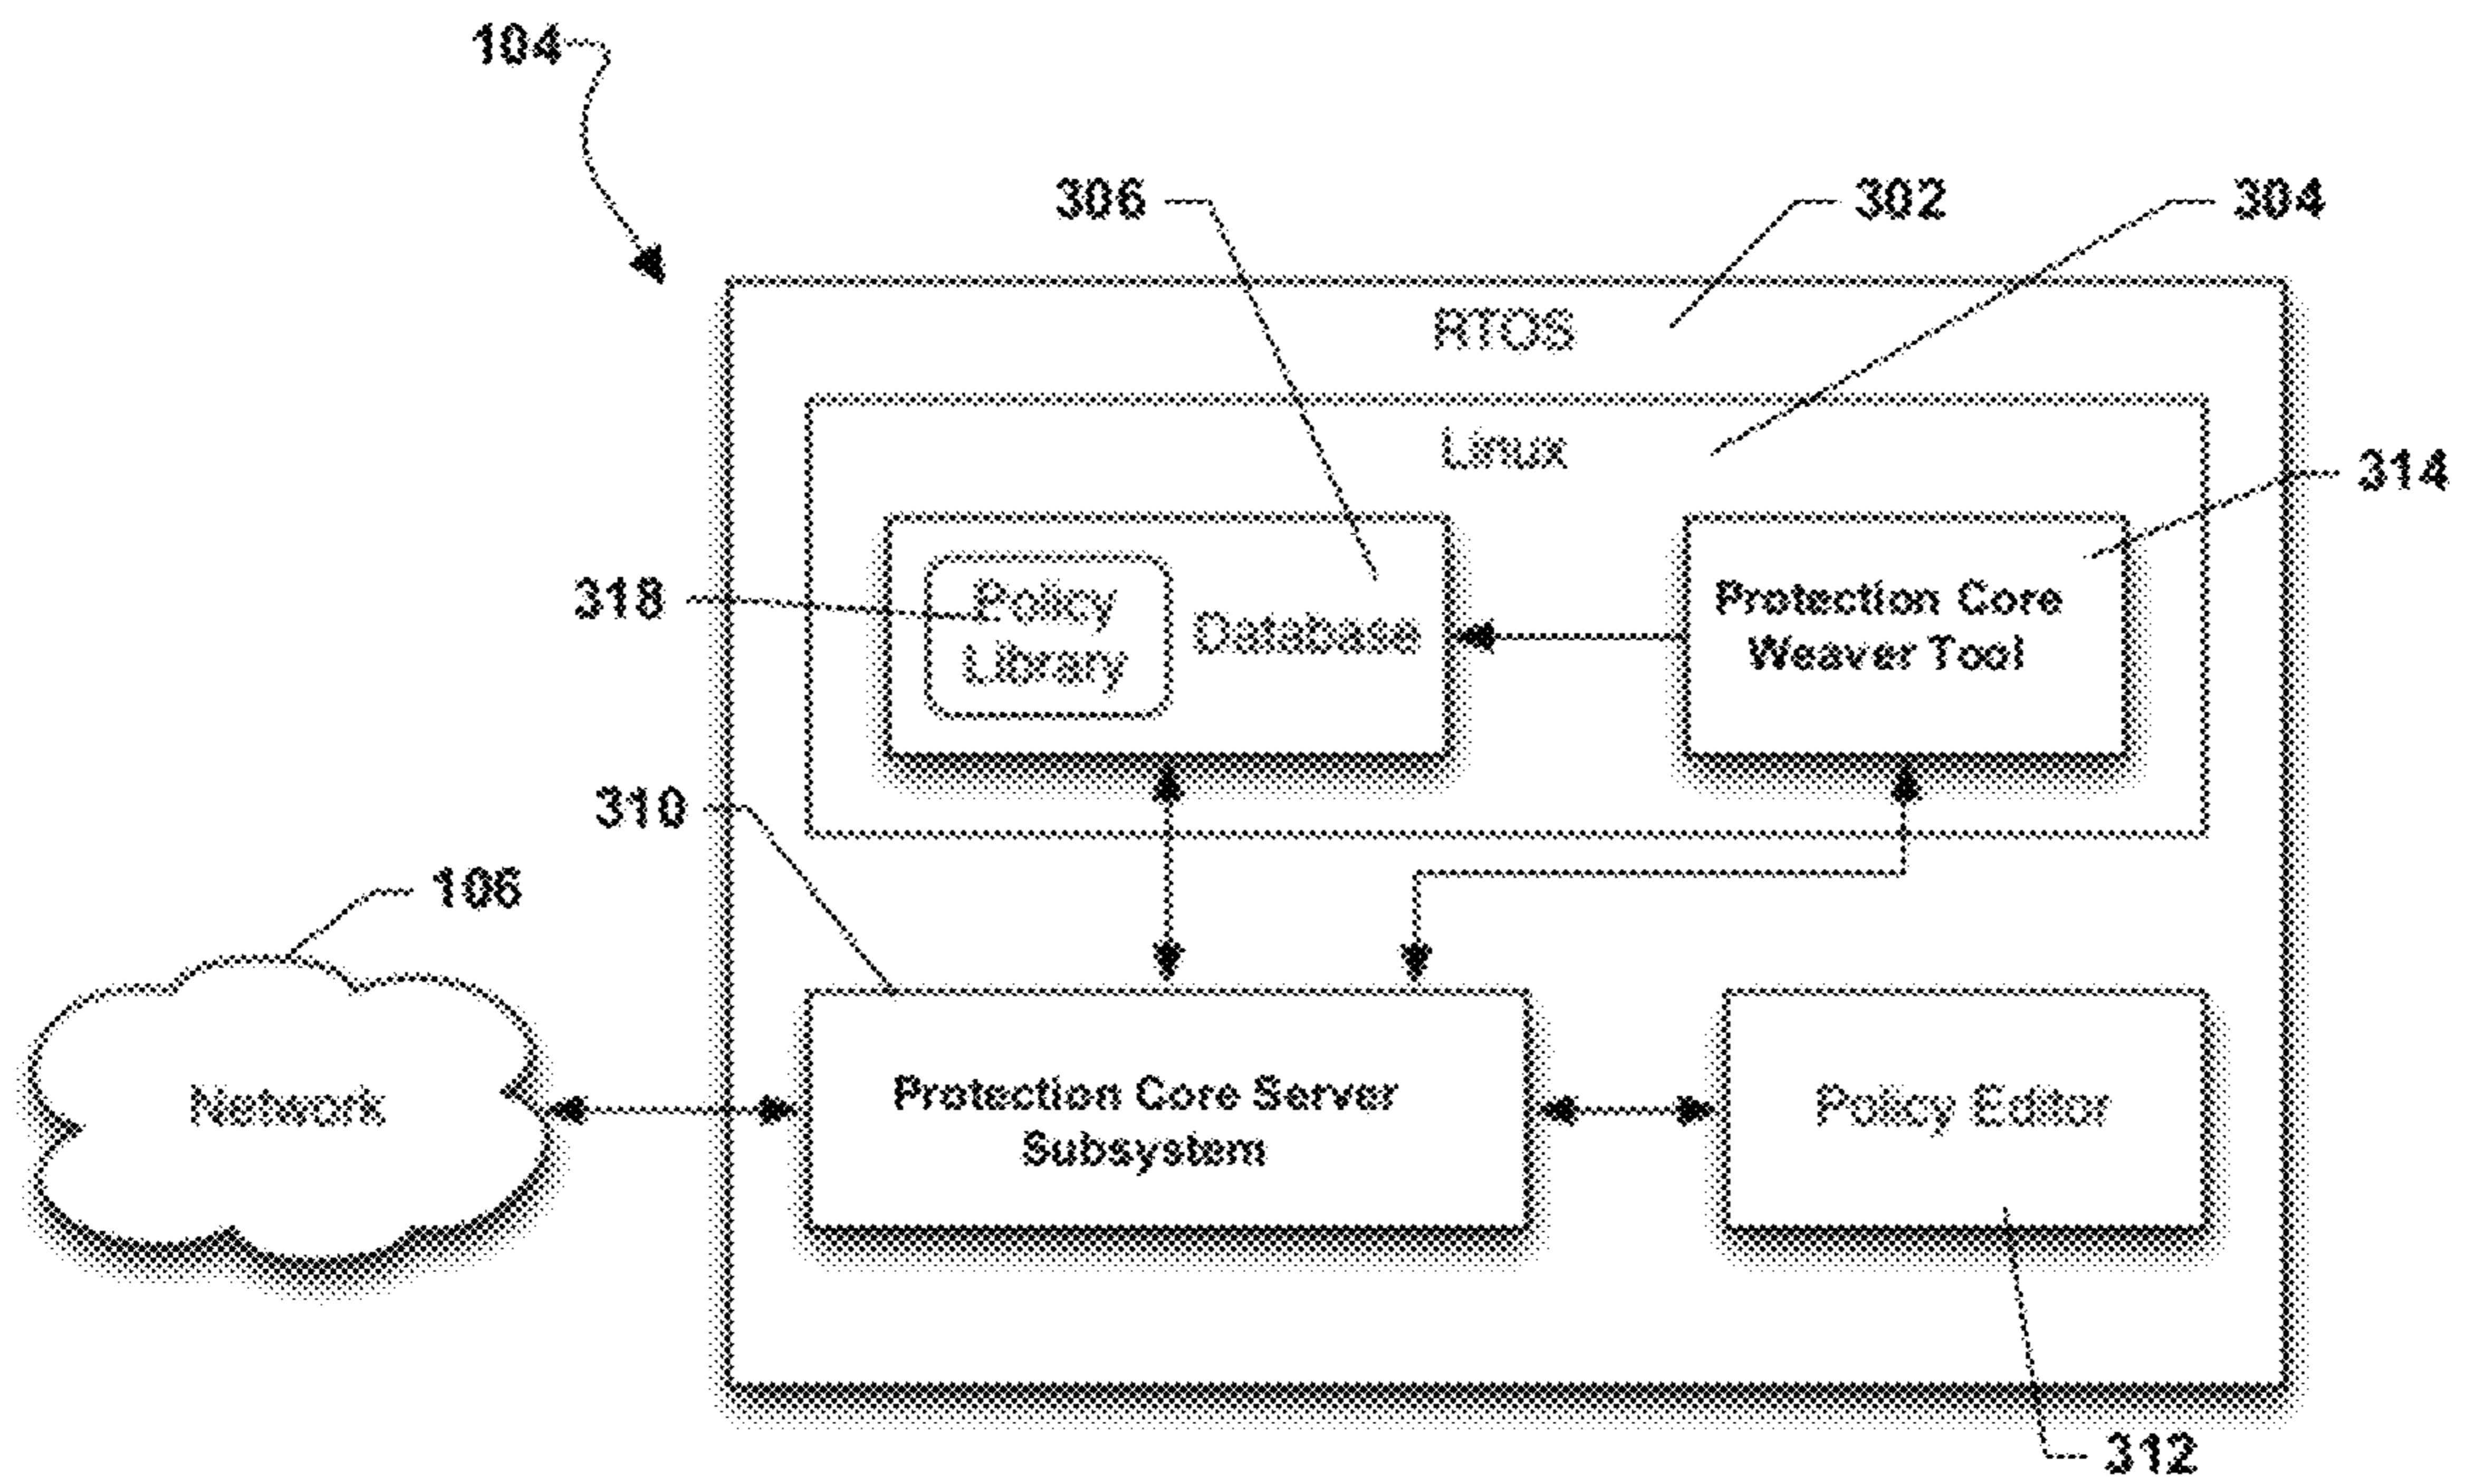 104
306
302
304
RTOS
Linux
314
318
Policy
Library
Database
Protection Core
Weaver Tool
310
106
Network
Protection Core Server
Subsystem
Policy Editor
312